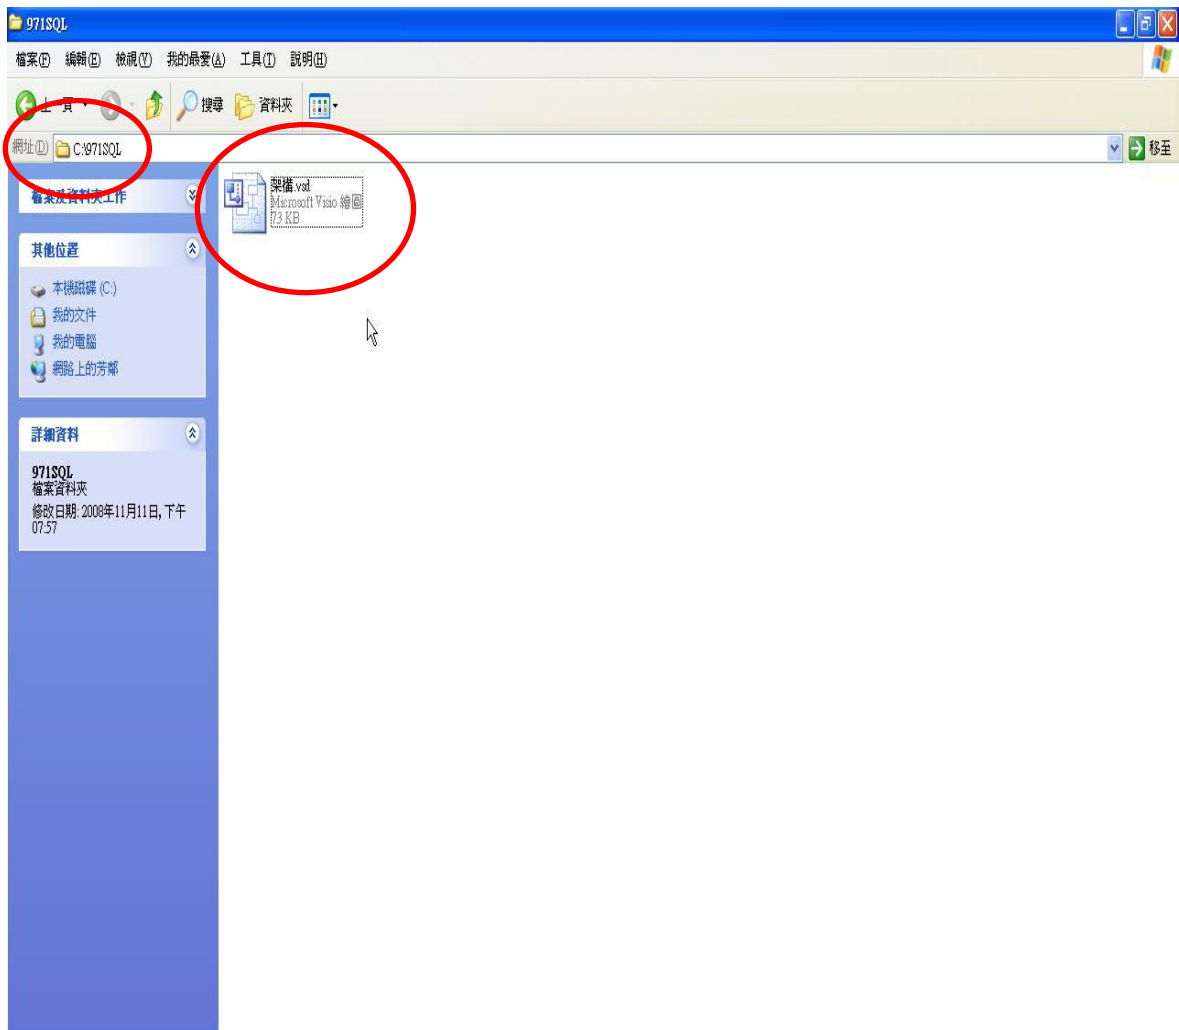 971SQL
檔案(F) 編輯(E) 檢視(V) 我的最愛(A) 工具(T) 說明(H)
上一頁 搜尋 資料夾
網址(D) C:\971SQL 移至
檔案及資料夾工作
其他位置
本機磁碟 (C:)
我的文件
我的電腦
網路上的芳鄰
詳細資料
971SQL
檔案資料夾
修改日期: 2008年11月11日, 下午
07:57
架構.vsd
Microsoft Visio 繪圖
73 KB